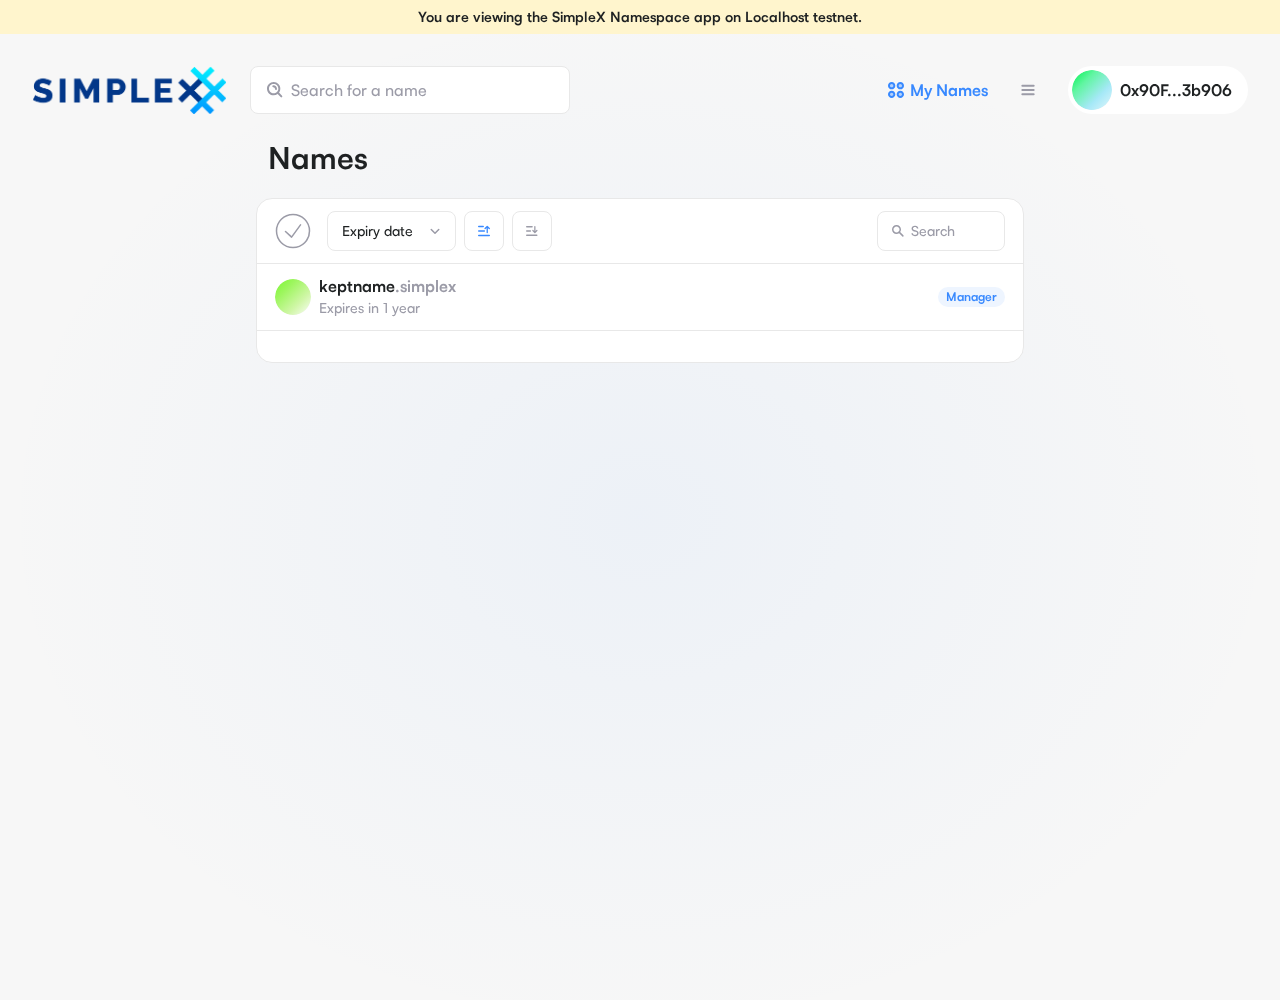 You are viewing the SimpleX Namespace app on Localhost testnet.
SIMPLEX
Search for a name
My Names
0x90F...3b906
Names
Expiry date
Search
keptname.simplex
Expires in 1 year
Manager